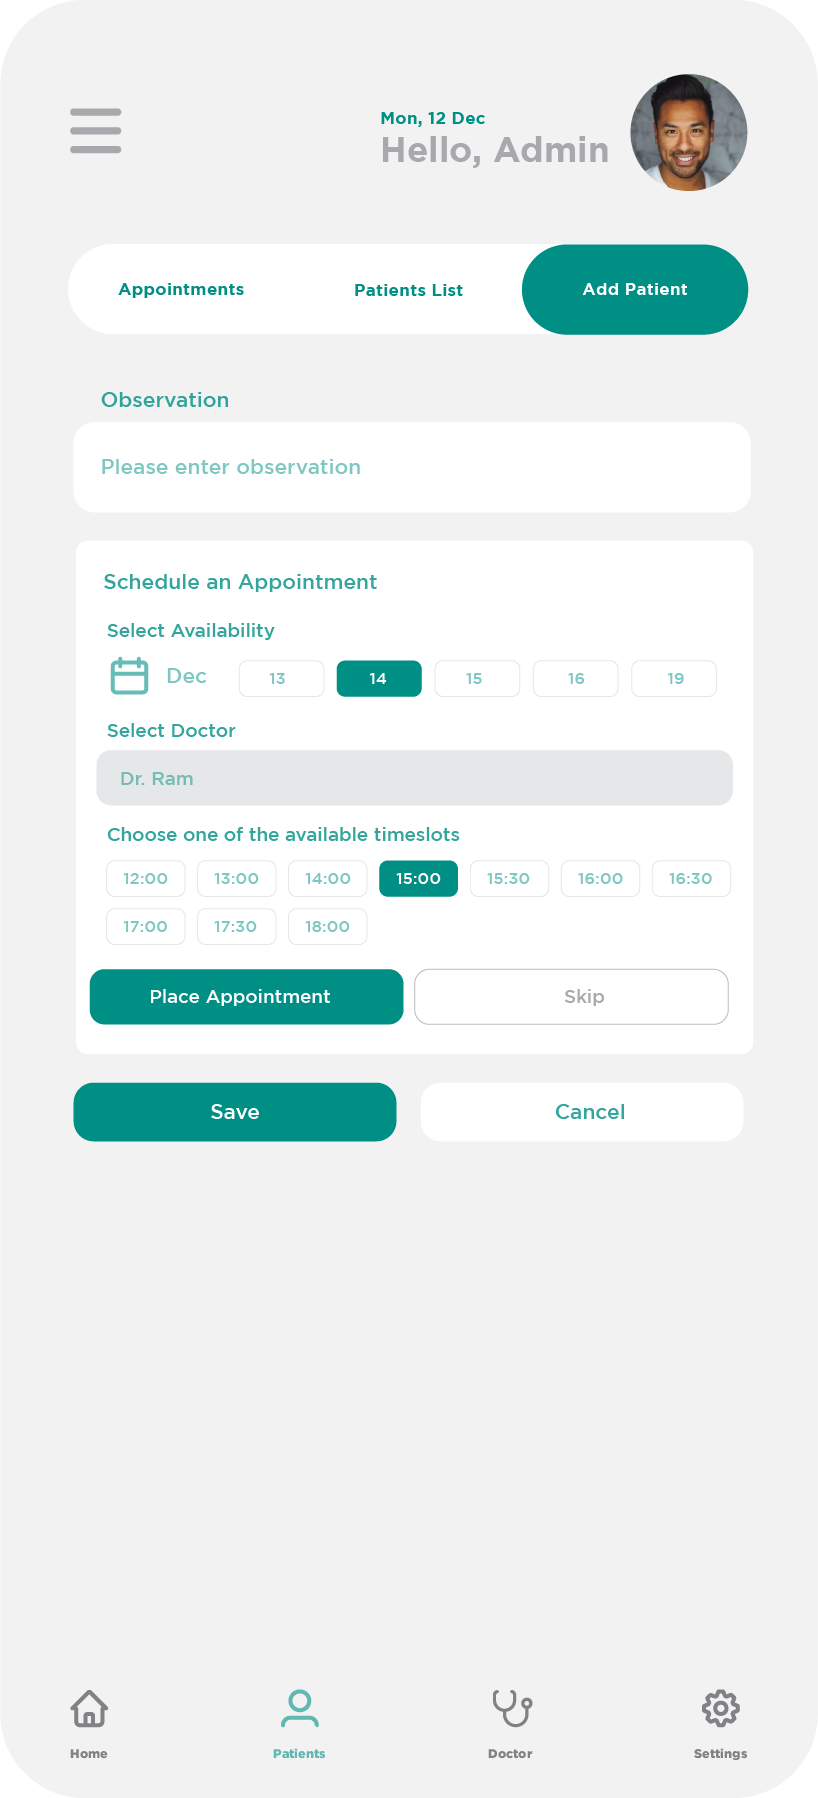 Mon, 12 Dec
Hello, Admin
Appointments Patients List Add Patient
Observation
Please enter observation
Schedule an Appointment
Select Availability
Dec 13 14 15 16 19
Select Doctor
Dr. Ram
Choose one of the available timeslots
12:00 13:00 14:00 15:00 15:30 16:00 16:30
17:00 17:30 18:00
Place Appointment Skip
Save Cancel
Home Patients Doctor Settings